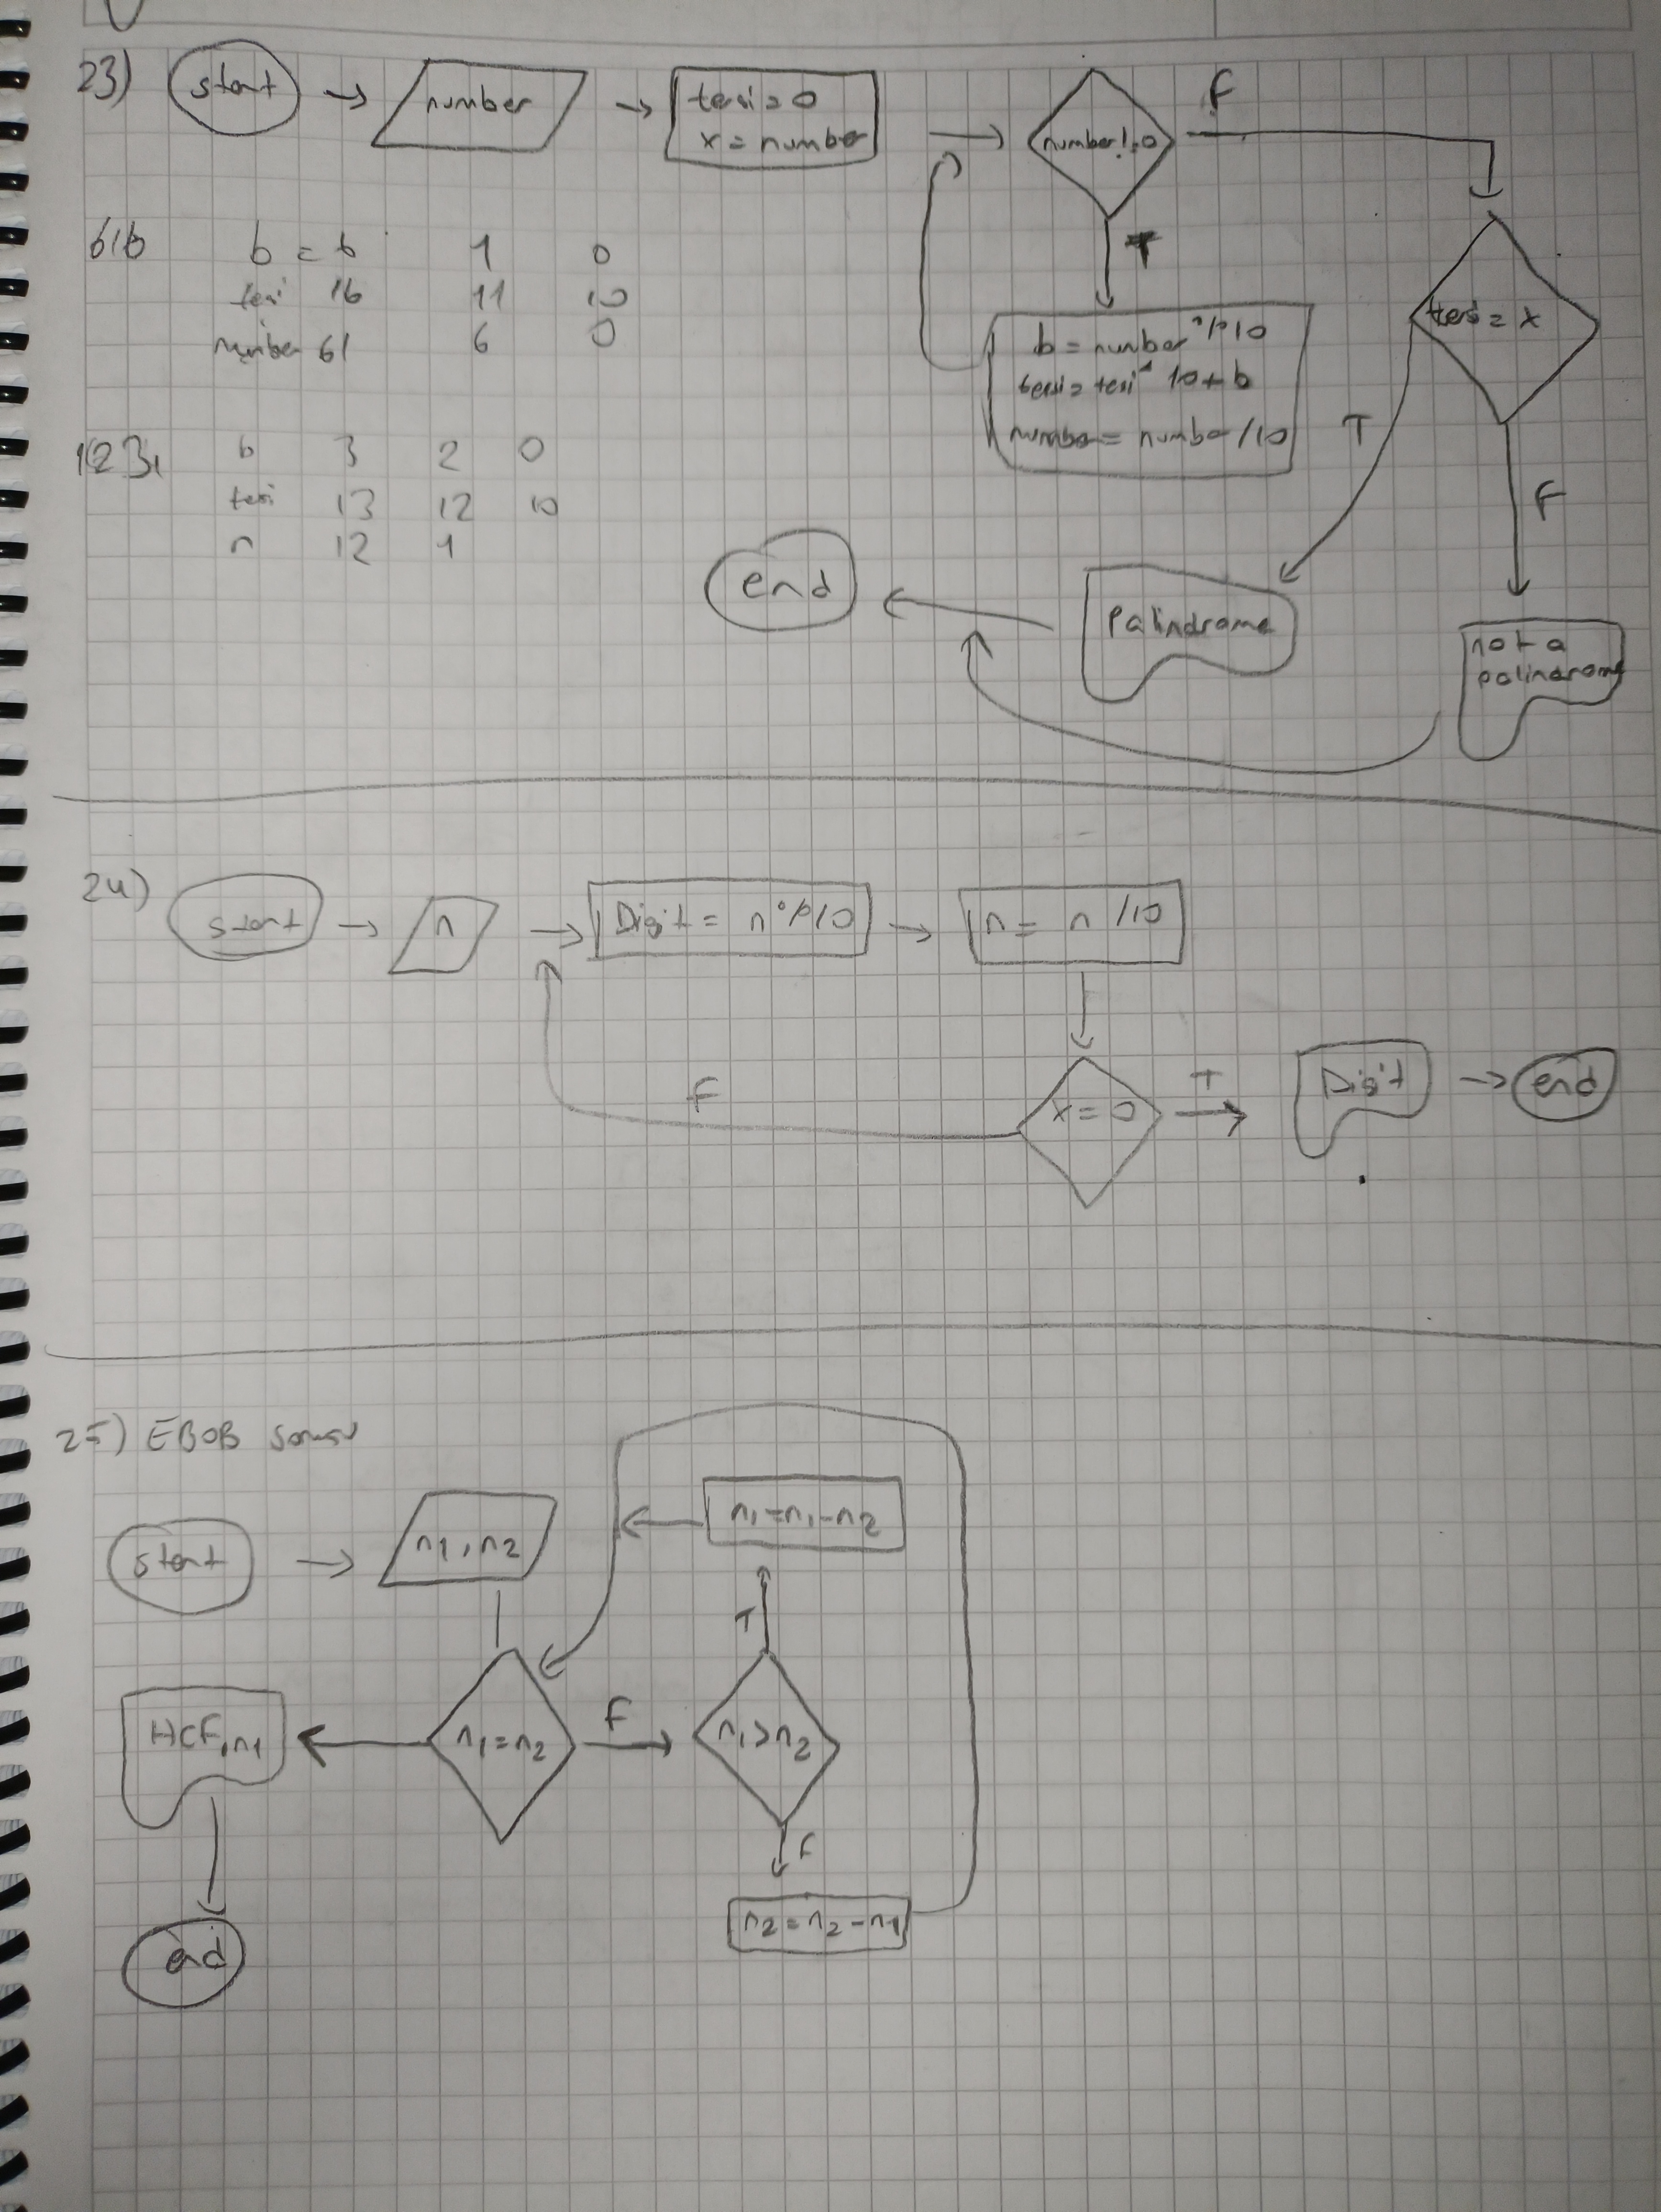 23) start number tersi = 0
x = number
number != 0 F
T
616 b = 6 1 0
tersi 16 11 10
number 61 6 0
tersi = x
b = number % 10
tersi = tersi * 10 + b
number = number / 10
T
F
123 b 3 2 0
tersi 13 12 10
n 12 1
end Palindrome
not a
palindrome
24) start n Digit = n % 10 n = n / 10
F x = 0 T Digit end
25) EBOB sorusu
start n1, n2 n1 = n1 - n2
T
HCF, n1 n1 = n2 F n1 > n2
F
n2 = n2 - n1
end